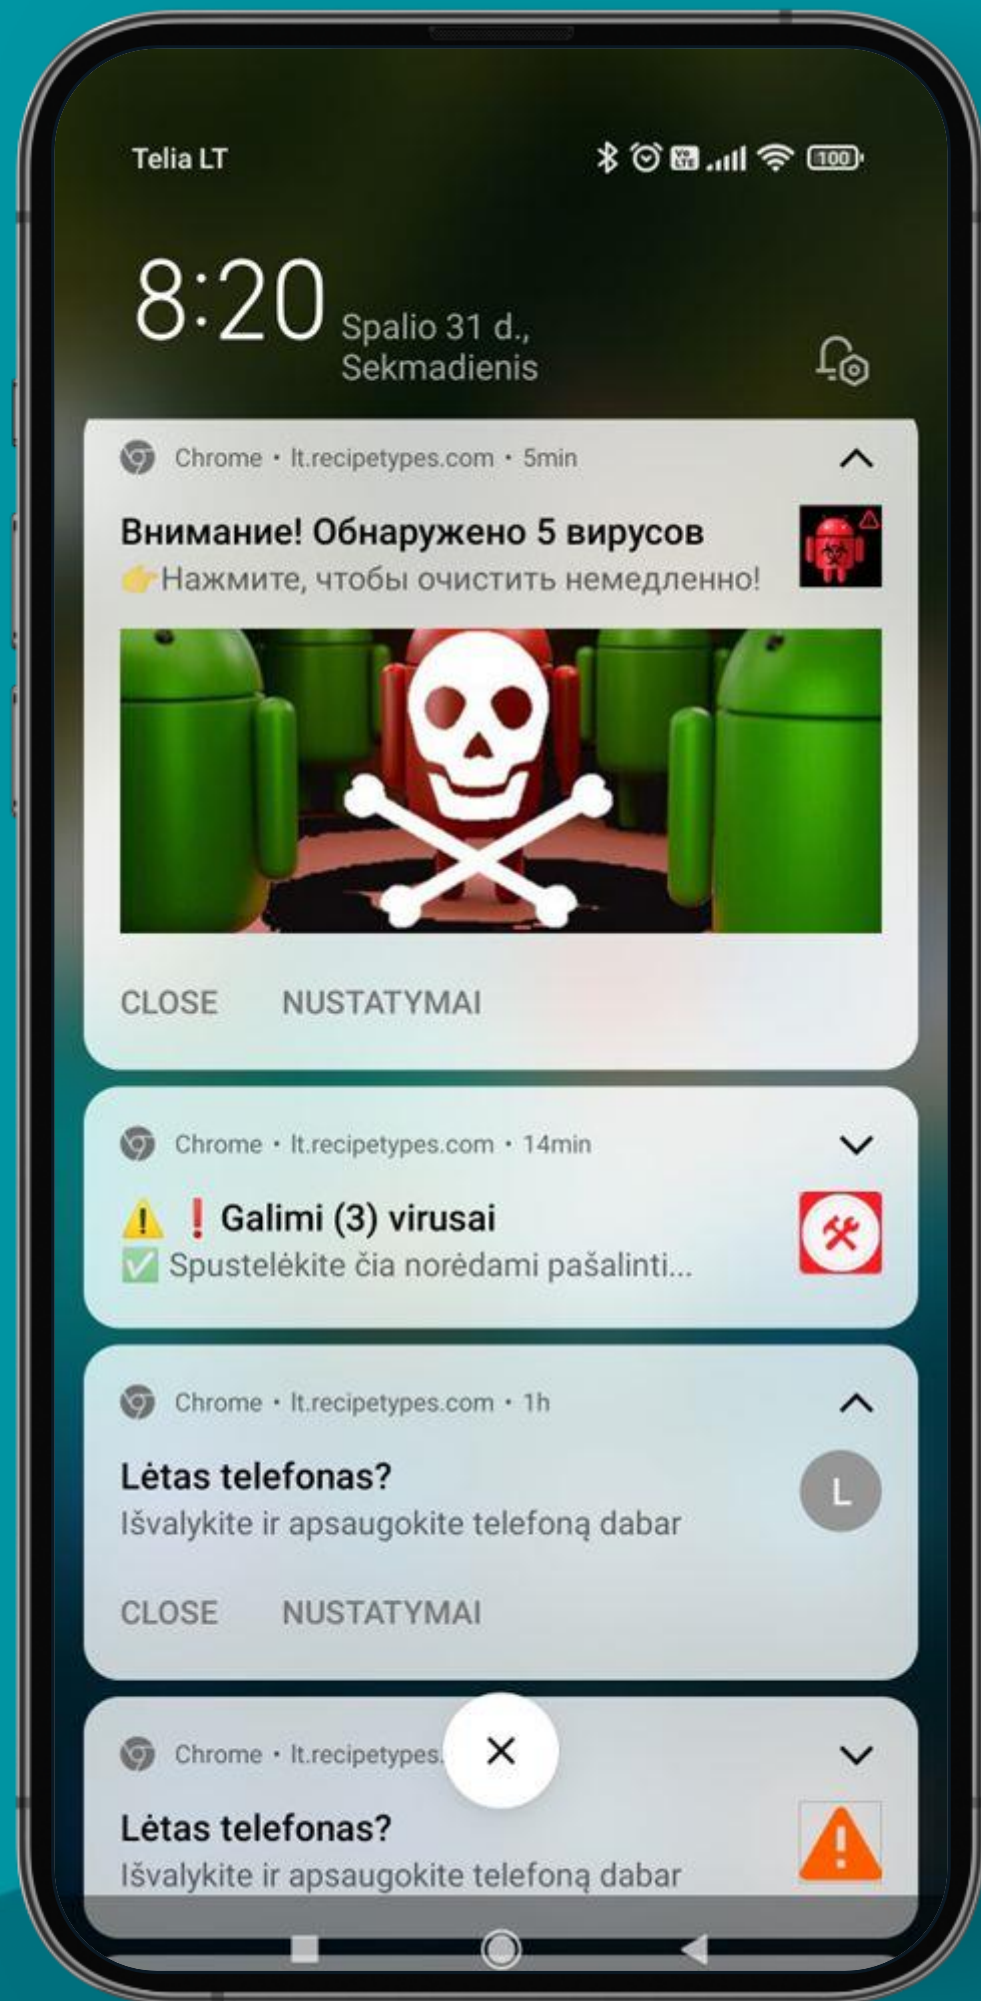 Telia LT
Vo LTE
100
8:20
Spalio 31 d.,
Sekmadienis
Chrome • lt.recipetypes.com • 5min
Внимание! Обнаружено 5 вирусов
👉Нажмите, чтобы очистить немедленно!
CLOSE NUSTATYMAI
Chrome • lt.recipetypes.com • 14min
⚠️ ❗ Galimi (3) virusai
✅ Spustelėkite čia norėdami pašalinti...
Chrome • lt.recipetypes.com • 1h
Lėtas telefonas?
L
Išvalykite ir apsaugokite telefoną dabar
CLOSE NUSTATYMAI
Chrome • lt.recipetypes.
Lėtas telefonas?
Išvalykite ir apsaugokite telefoną dabar